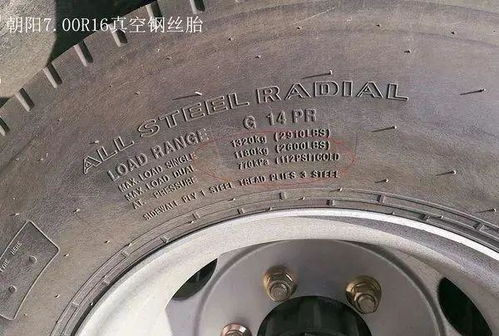 朝阳7.00R16真空钢丝胎
ALL STEEL RADIAL
LOAD RANGE G 14 PR
MAX. LOAD SINGLE 1320kg (2910LBS)
MAX. LOAD DUAL 1180kg (2600LBS)
AT. PRESSURE 770kPa (112PSI)COLD
SIDEWALL PLY 1 STEEL TREAD PLIES 3 STEEL